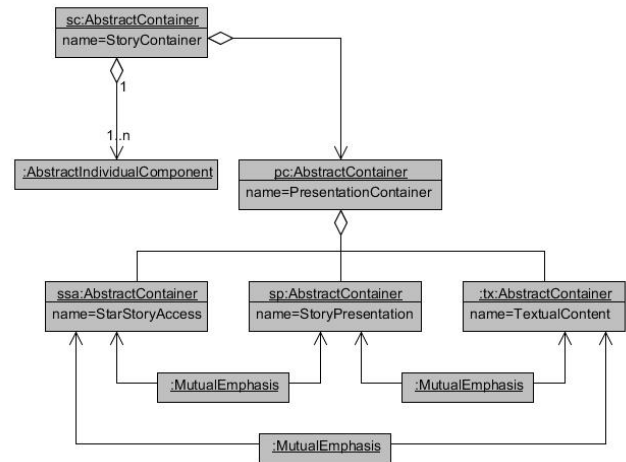 sc:AbstractContainer
name=StoryContainer
1
1..n
:AbstractIndividualComponent
pc:AbstractContainer
name=PresentationContainer
ssa:AbstractContainer
name=StarStoryAccess
sp:AbstractContainer
name=StoryPresentation
:tx:AbstractContainer
name=TextualContent
:MutualEmphasis
:MutualEmphasis
:MutualEmphasis